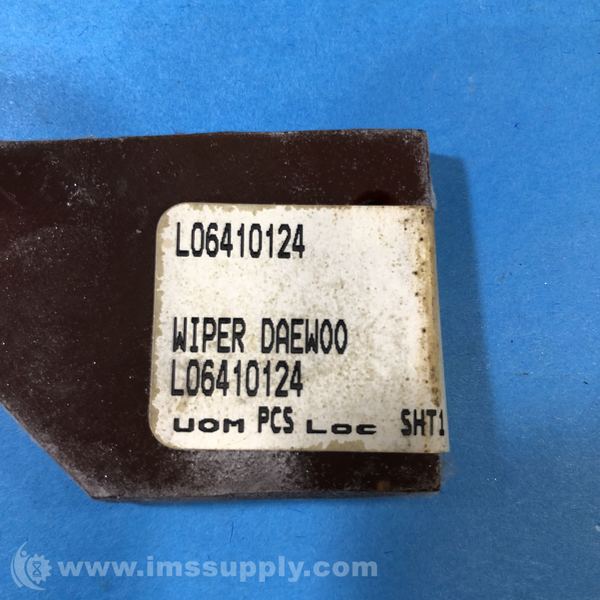 L06410124
WIPER DAEWOO
L06410124
UOM PCS Loc SHT1
www.imssupply.com